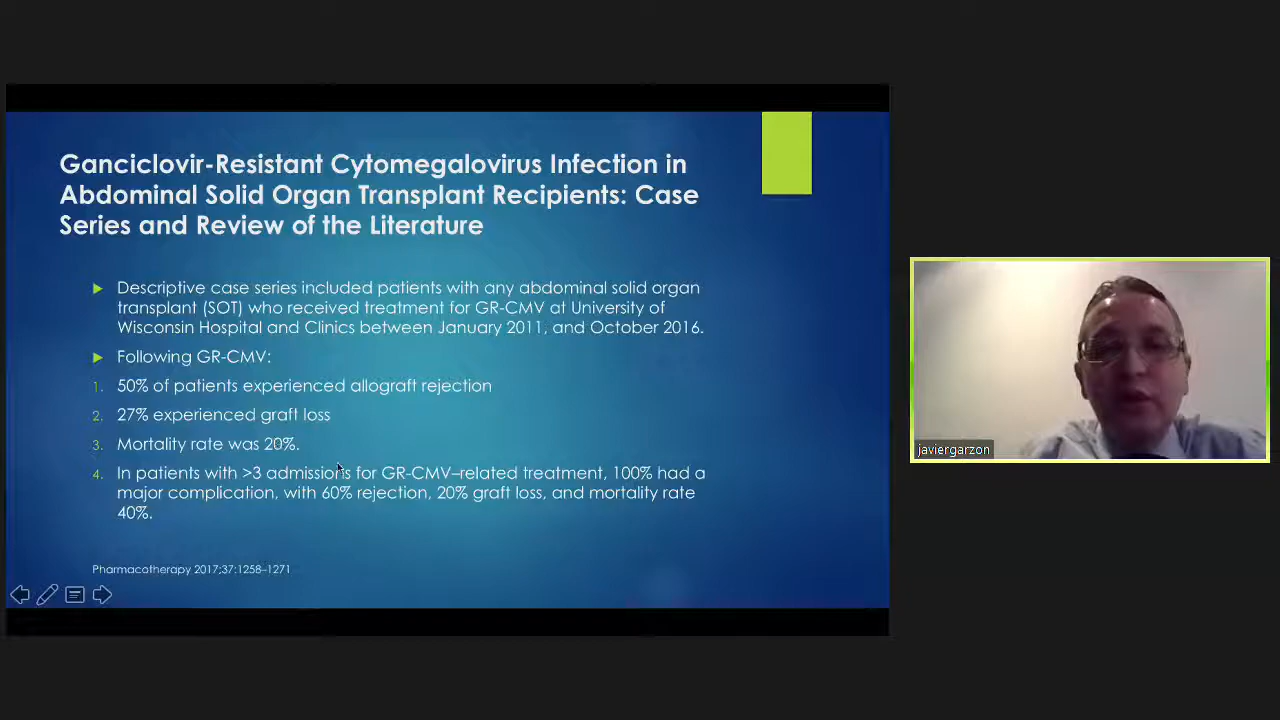 Ganciclovir-Resistant Cytomegalovirus Infection in
Abdominal Solid Organ Transplant Recipients: Case
Series and Review of the Literature
Descriptive case series included patients with any abdominal solid organ
transplant (SOT) who received treatment for GR-CMV at University of
Wisconsin Hospital and Clinics between January 2011, and October 2016.
Following GR-CMV:
1. 50% of patients experienced allograft rejection
2. 27% experienced graft loss
3. Mortality rate was 20%.
4. In patients with >3 admissions for GR-CMV–related treatment, 100% had a
major complication, with 60% rejection, 20% graft loss, and mortality rate
40%.
Pharmacotherapy 2017;37:1258–1271
javiergarzon